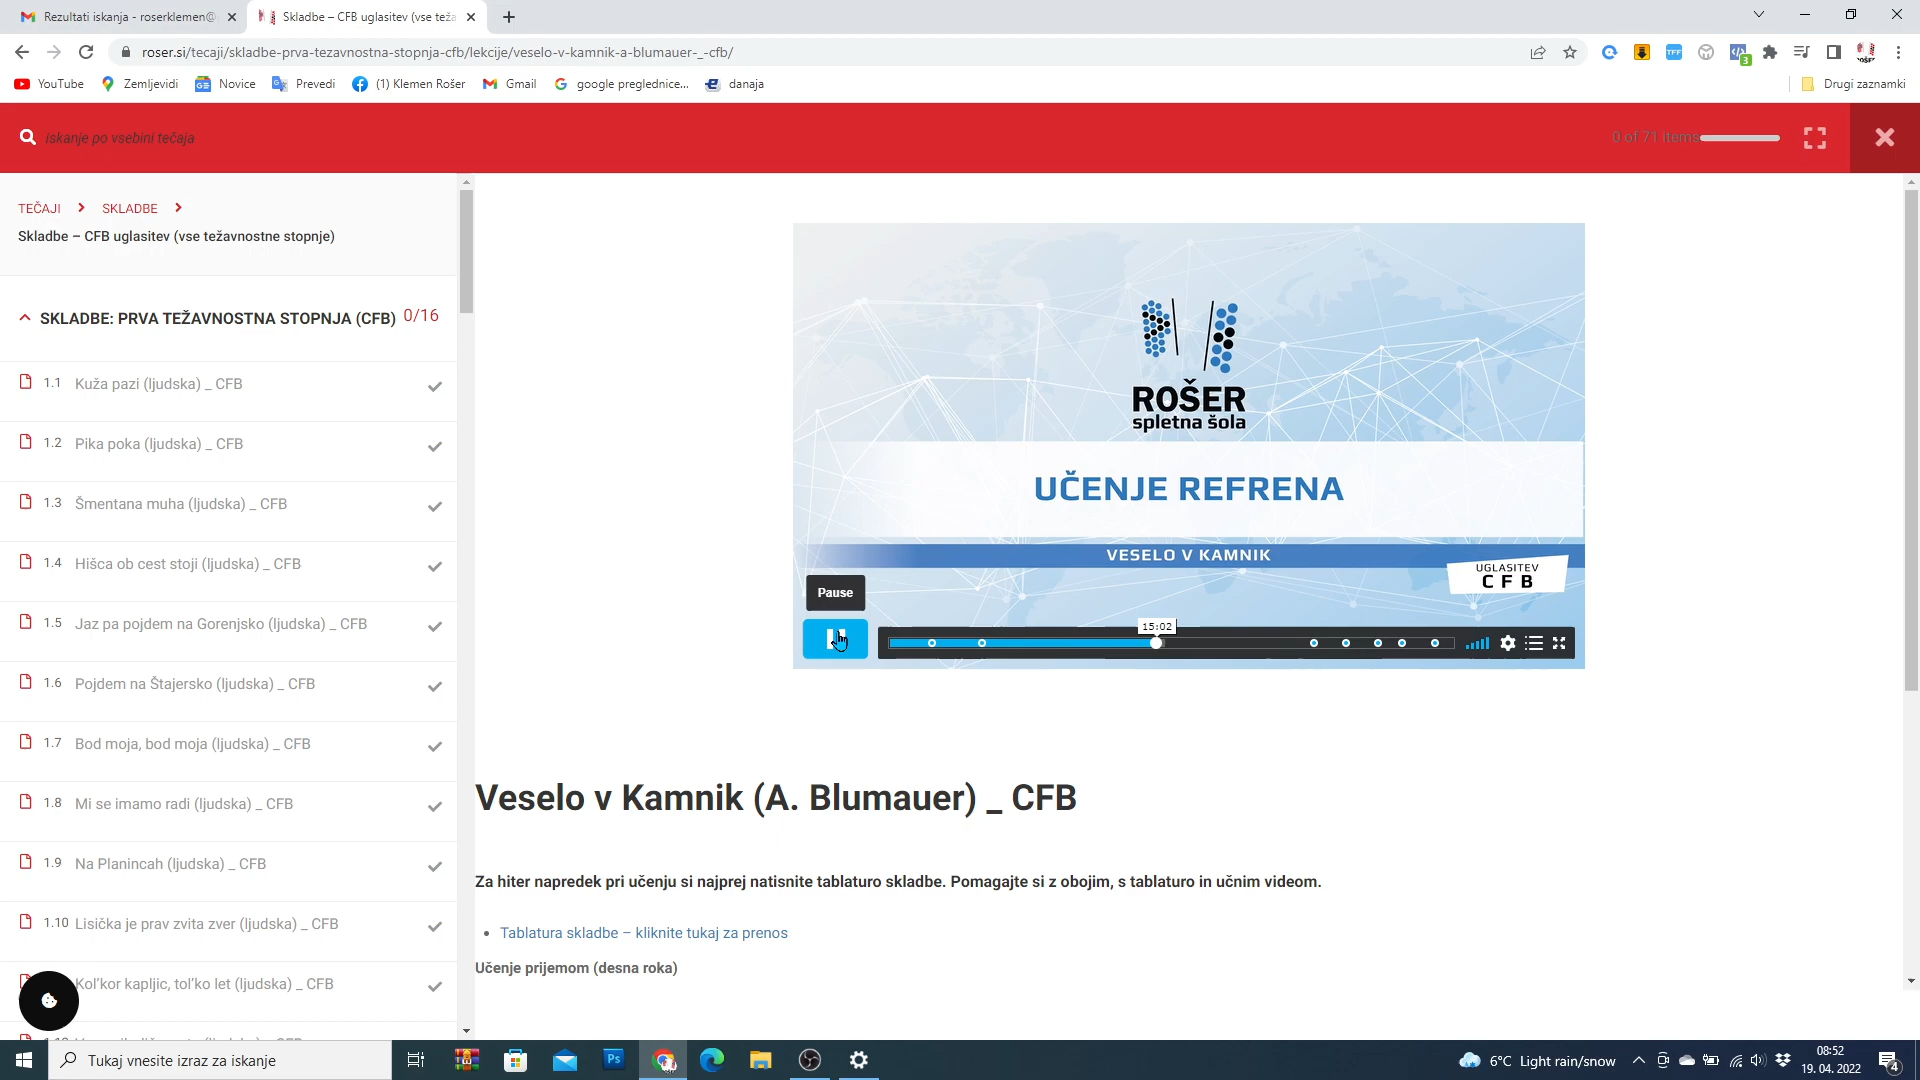 Rezultati iskanja - roserklemen@
Skladbe – CFB uglasitev (vse teža
roser.si/tecaji/skladbe-prva-tezavnostna-stopnja-cfb/lekcije/veselo-v-kamnik-a-blumauer-_-cfb/
TFF
3
YouTube
Zemljevidi
Novice
Prevedi
(1) Klemen Rošer
Gmail
google preglednice...
danaja
Drugi zaznamki
iskanje po vsebini tečaja
0 of 71 items
TEČAJI
SKLADBE
Skladbe – CFB uglasitev (vse težavnostne stopnje)
SKLADBE: PRVA TEŽAVNOSTNA STOPNJA (CFB) 0/16
1.1 Kuža pazi (ljudska) _ CFB
1.2 Pika poka (ljudska) _ CFB
1.3 Šmentana muha (ljudska) _ CFB
1.4 Hišca ob cest stoji (ljudska) _ CFB
1.5 Jaz pa pojdem na Gorenjsko (ljudska) _ CFB
1.6 Pojdem na Štajersko (ljudska) _ CFB
1.7 Bod moja, bod moja (ljudska) _ CFB
1.8 Mi se imamo radi (ljudska) _ CFB
1.9 Na Planincah (ljudska) _ CFB
1.10 Lisička je prav zvita zver (ljudska) _ CFB
Kol'kor kapljic, tol'ko let (ljudska) _ CFB
ROŠER
spletna šola
UČENJE REFRENA
VESELO V KAMNIK
UGLASITEV
CFB
Pause
15:02
Veselo v Kamnik (A. Blumauer) _ CFB
Za hiter napredek pri učenju si najprej natisnite tablaturo skladbe. Pomagajte si z obojim, s tablaturo in učnim videom.
Tablatura skladbe – kliknite tukaj za prenos
Učenje prijemom (desna roka)
Tukaj vnesite izraz za iskanje
Ps
6°C Light rain/snow
08:52
19. 04. 2022
4